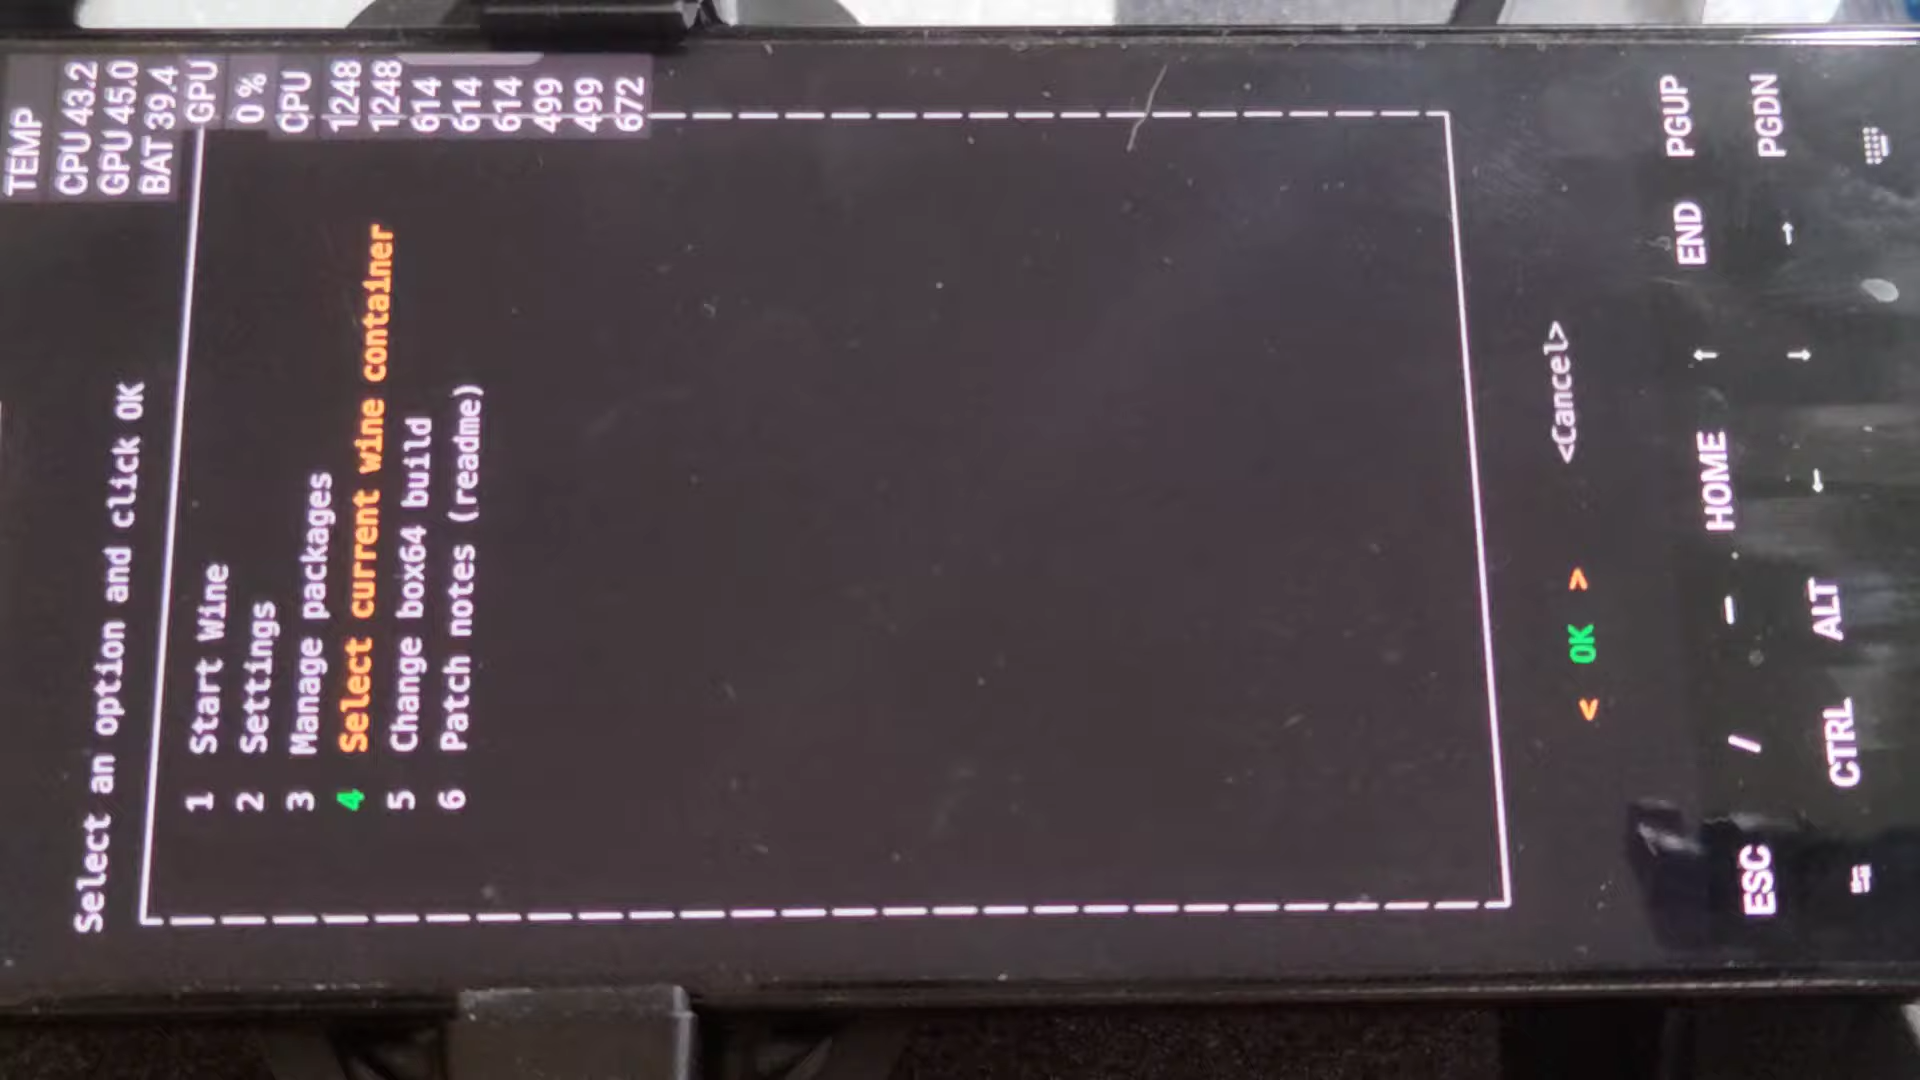 TEMP
CPU 43.2
GPU 45.0
BAT 39.4
GPU
0 %
CPU
1248
1248
614
614
614
499
499
672
Select an option and click OK
1 Start Wine
2 Settings
3 Manage packages
4 Select current wine container
5 Change box64 build
6 Patch notes (readme)
< OK > <Cancel>
ESC / — HOME ↑ END PGUP
CTRL ALT ← ↓ → PGDN